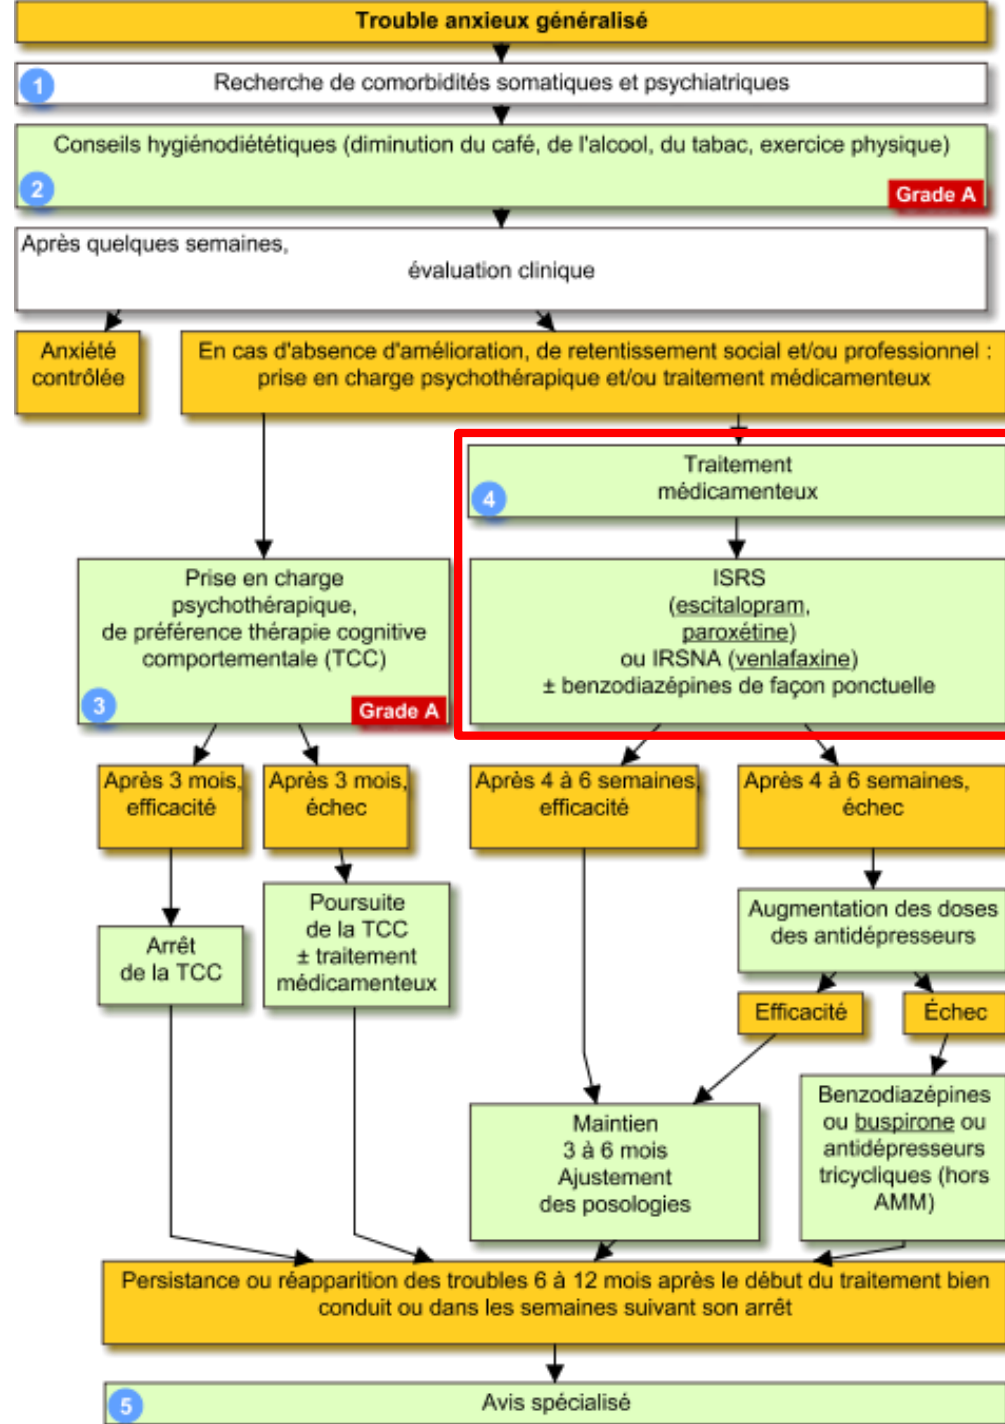 Trouble anxieux généralisé
1
Recherche de comorbidités somatiques et psychiatriques
Conseils hygiénodiététiques (diminution du café, de l'alcool, du tabac, exercice physique)
2
Grade A
Après quelques semaines,
évaluation clinique
Anxiété
contrôlée
En cas d'absence d'amélioration, de retentissement social et/ou professionnel :
prise en charge psychothérapique et/ou traitement médicamenteux
Traitement
médicamenteux
4
Prise en charge
psychothérapique,
de préférence thérapie cognitive
comportementale (TCC)
3
Grade A
ISRS
(escitalopram,
paroxétine)
ou IRSNA (venlafaxine)
± benzodiazépines de façon ponctuelle
Après 3 mois,
efficacité
Après 3 mois,
échec
Après 4 à 6 semaines,
efficacité
Après 4 à 6 semaines,
échec
Arrêt
de la TCC
Poursuite
de la TCC
± traitement
médicamenteux
Augmentation des doses
des antidépresseurs
Efficacité
Échec
Maintien
3 à 6 mois
Ajustement
des posologies
Benzodiazépines
ou buspirone ou
antidépresseurs
tricycliques (hors
AMM)
Persistance ou réapparition des troubles 6 à 12 mois après le début du traitement bien
conduit ou dans les semaines suivant son arrêt
5
Avis spécialisé